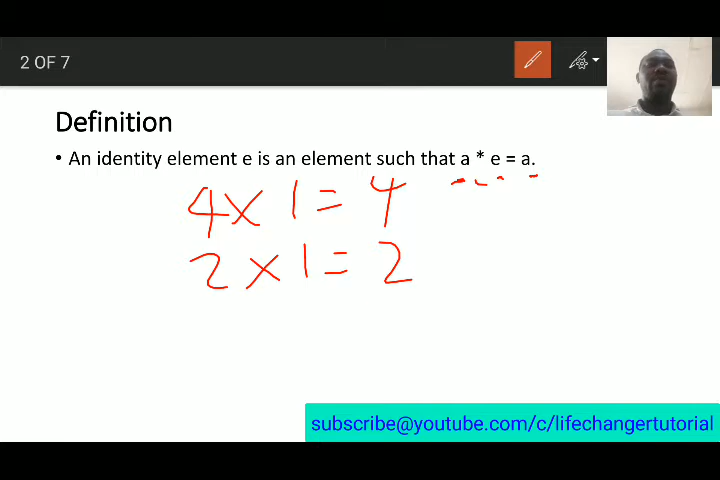 2 OF 7
Definition
• An identity element e is an element such that a * e = a.
4 x 1 = 4
2 x 1 = 2
subscribe@youtube.com/c/lifechangertutorial